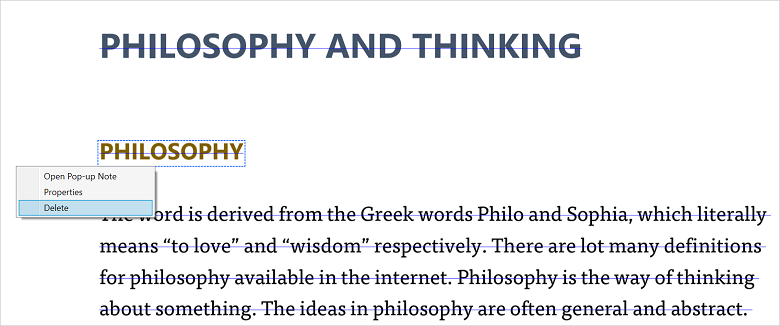 PHILOSOPHY AND THINKING
PHILOSOPHY
Open Pop-up Note
Properties
Delete
The word is derived from the Greek words Philo and Sophia, which literally
means “to love” and “wisdom” respectively. There are lot many definitions
for philosophy available in the internet. Philosophy is the way of thinking
about something. The ideas in philosophy are often general and abstract.